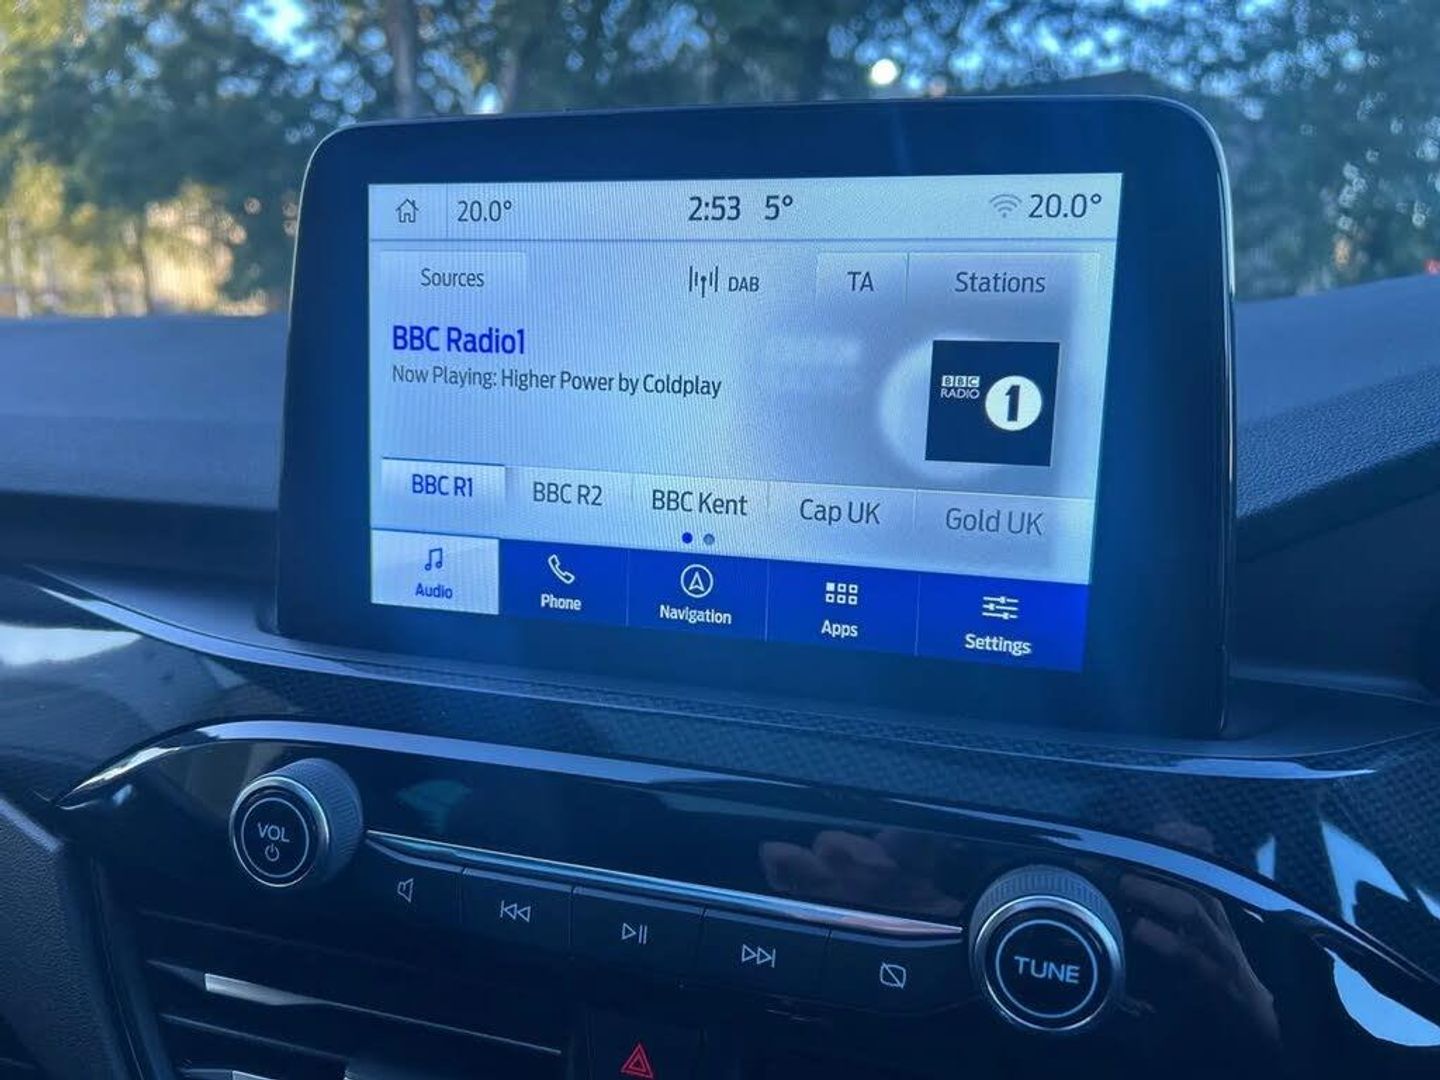 20.0° 2:53 5° 20.0°
Sources DAB TA Stations
BBC Radio1
Now Playing: Higher Power by Coldplay
BBC
RADIO 1
BBC R1 BBC R2 BBC Kent Cap UK Gold UK
Audio Phone Navigation Apps Settings
VOL
TUNE